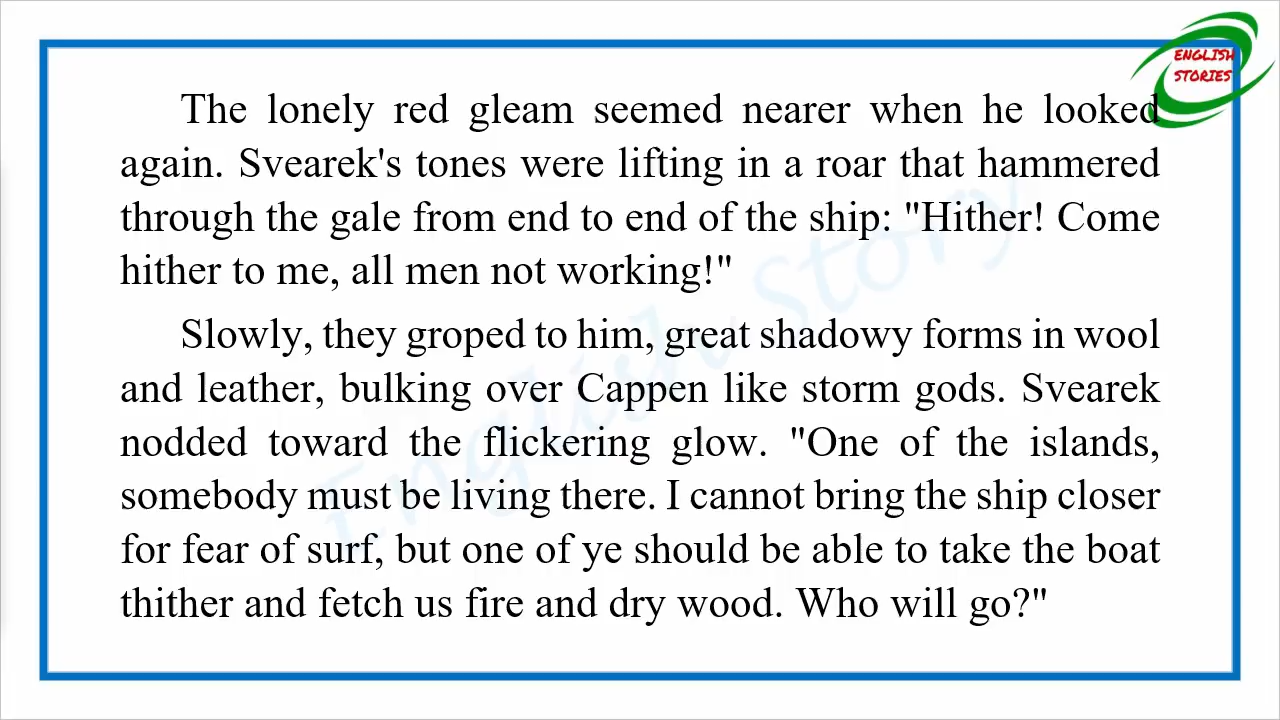 ENGLISH
STORIES
The lonely red gleam seemed nearer when he looked
again. Svearek's tones were lifting in a roar that hammered
through the gale from end to end of the ship: "Hither! Come
hither to me, all men not working!"
Slowly, they groped to him, great shadowy forms in wool
and leather, bulking over Cappen like storm gods. Svearek
nodded toward the flickering glow. "One of the islands,
somebody must be living there. I cannot bring the ship closer
for fear of surf, but one of ye should be able to take the boat
thither and fetch us fire and dry wood. Who will go?"
English Story